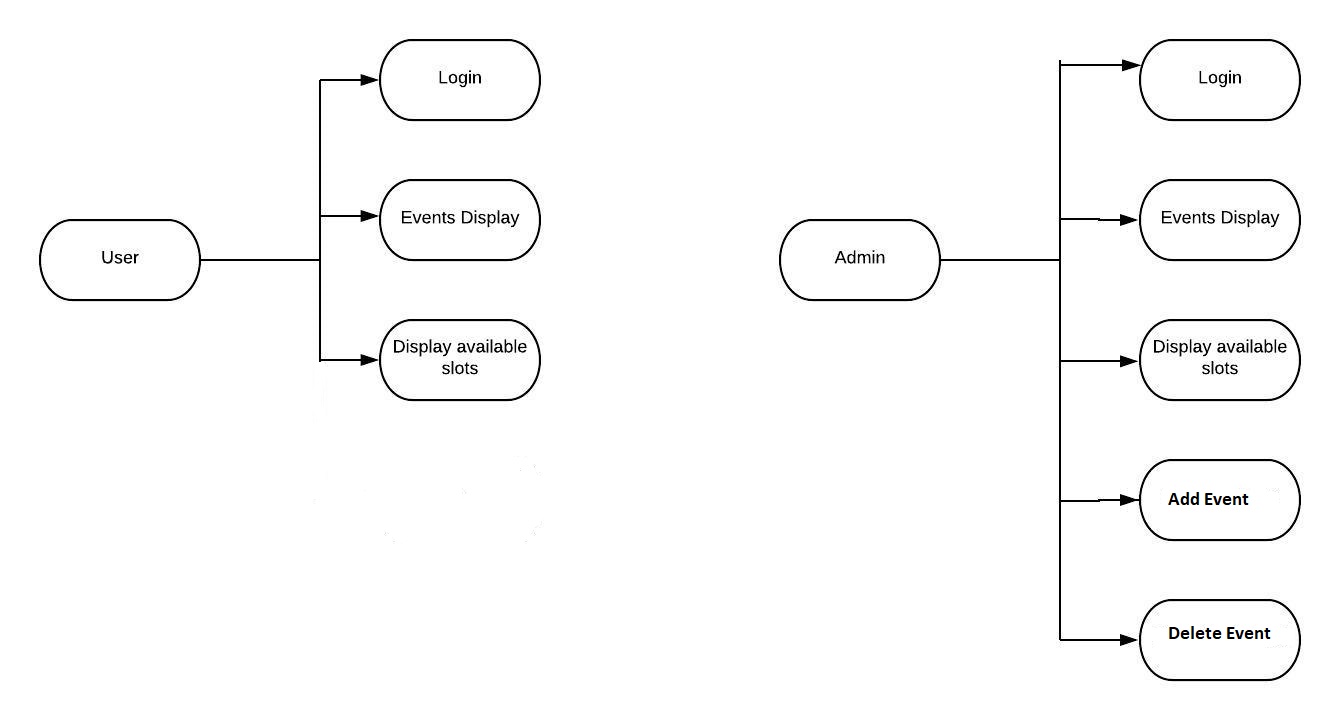 User
Login
Events Display
Display available
slots
Admin
Login
Events Display
Display available
slots
Add Event
Delete Event